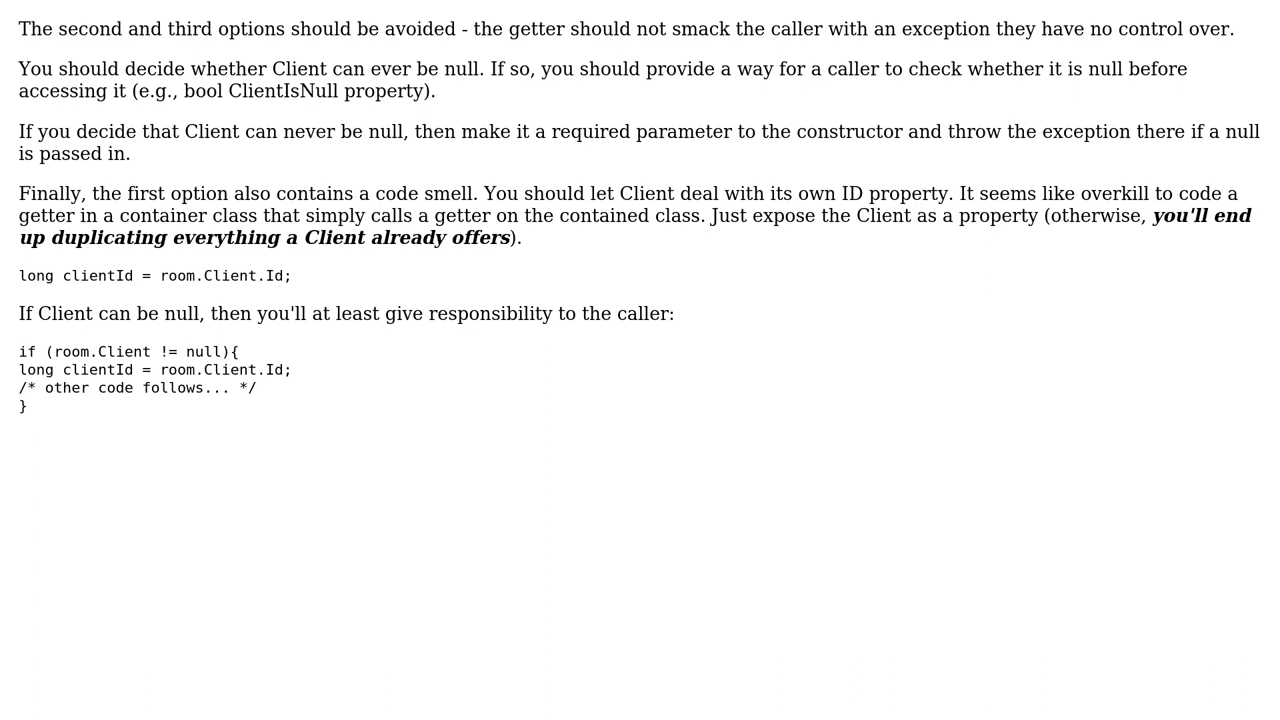 The second and third options should be avoided - the getter should not smack the caller with an exception they have no control over.
You should decide whether Client can ever be null. If so, you should provide a way for a caller to check whether it is null before
accessing it (e.g., bool ClientIsNull property).
If you decide that Client can never be null, then make it a required parameter to the constructor and throw the exception there if a null
is passed in.
Finally, the first option also contains a code smell. You should let Client deal with its own ID property. It seems like overkill to code a
getter in a container class that simply calls a getter on the contained class. Just expose the Client as a property (otherwise, you'll end
up duplicating everything a Client already offers).
long clientId = room.Client.Id;
If Client can be null, then you'll at least give responsibility to the caller:
if (room.Client != null){
long clientId = room.Client.Id;
/* other code follows... */
}